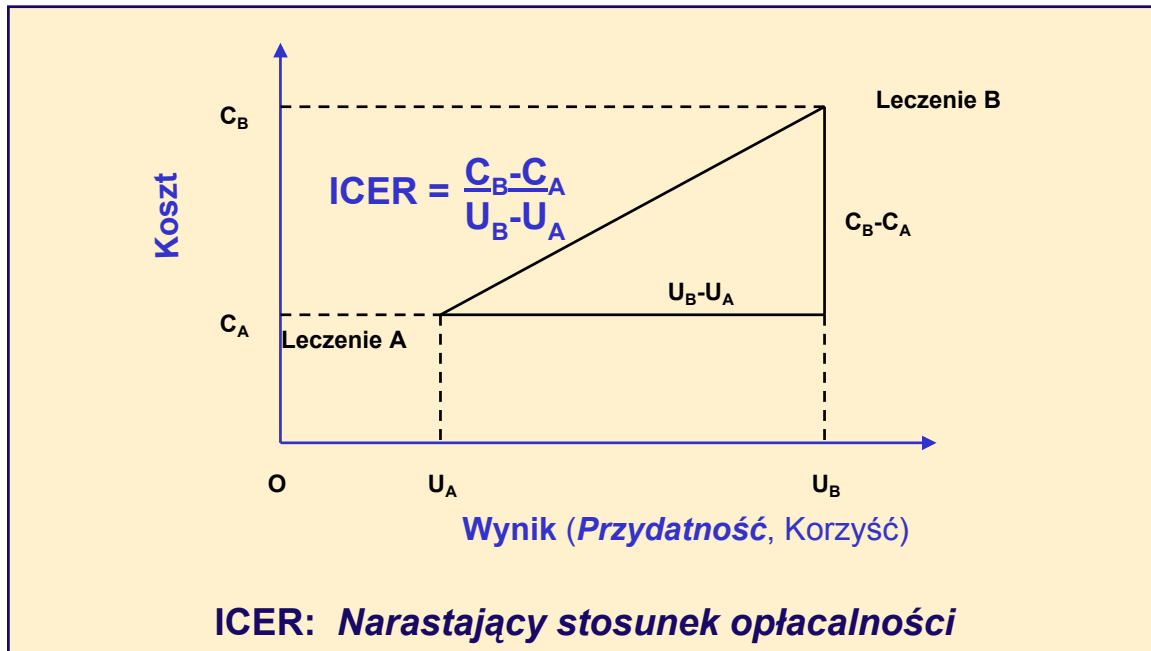 C_B
Leczenie B
Koszt
ICER = C_B-C_A
U_B-U_A
C_B-C_A
U_B-U_A
C_A
Leczenie A
O
U_A
U_B
Wynik (Przydatność, Korzyść)
ICER: Narastający stosunek opłacalności